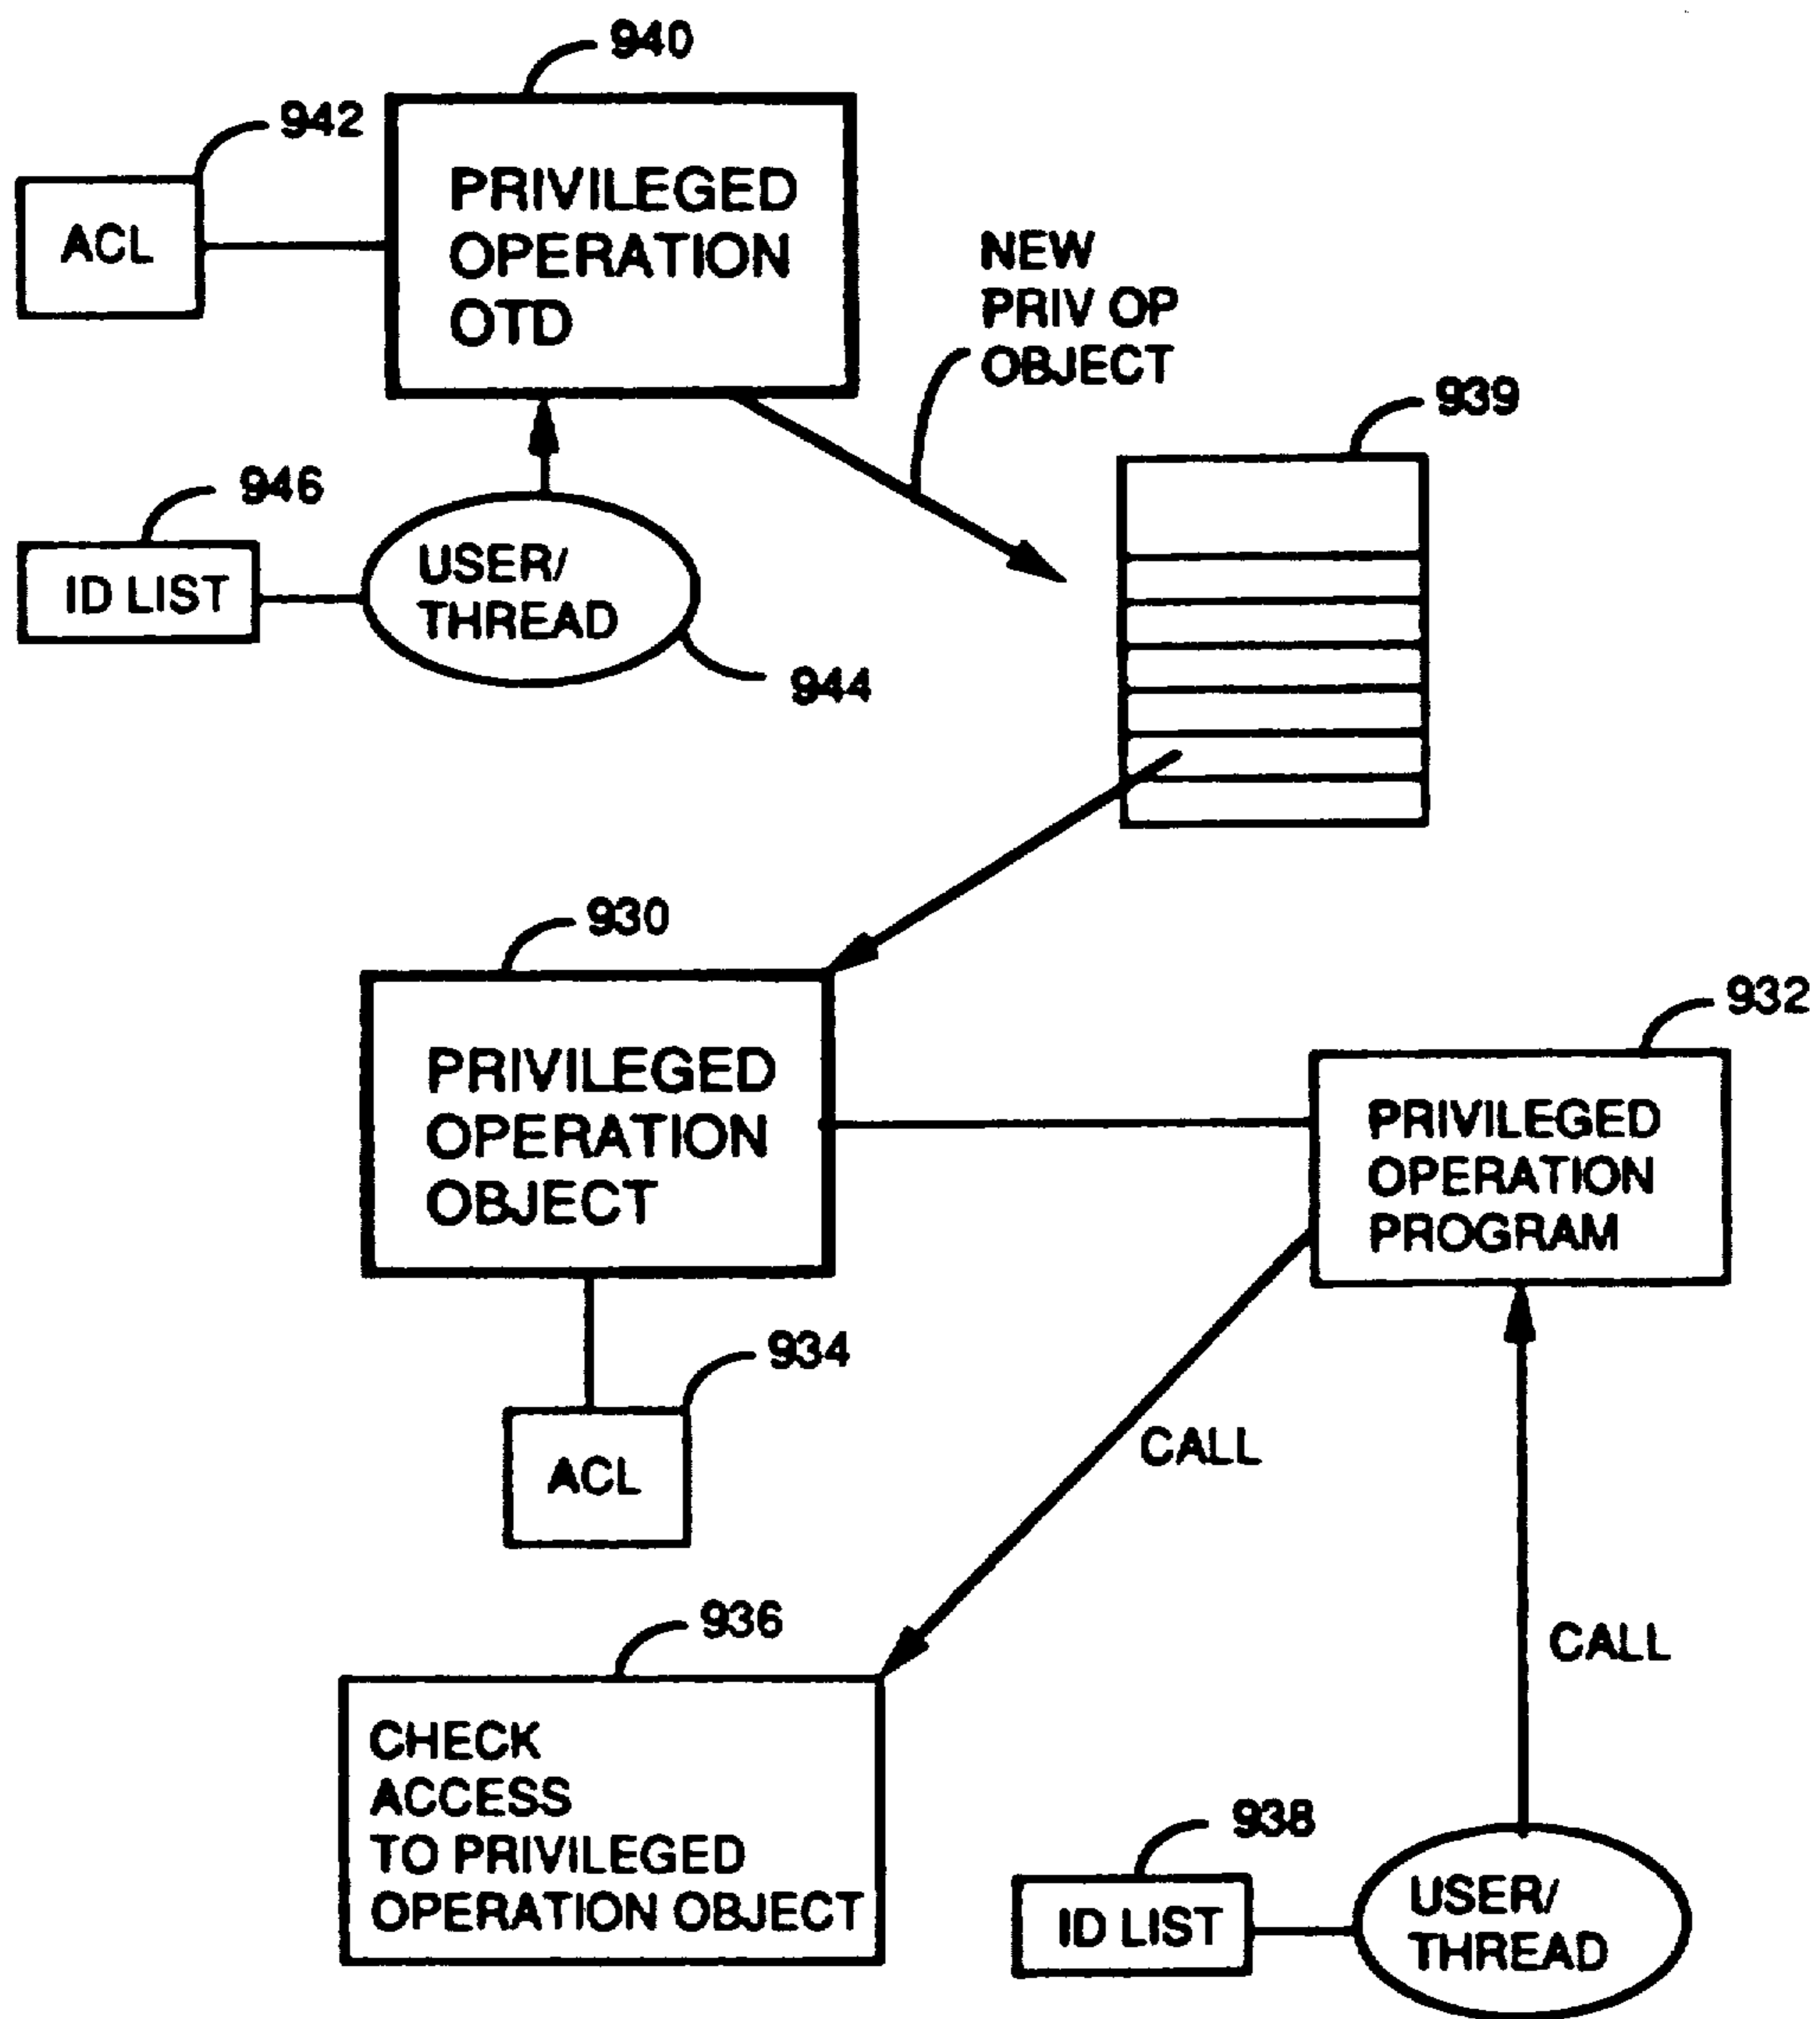 940
942
PRIVILEGED
OPERATION
OTD
ACL
NEW
PRIV OP
OBJECT
939
946
ID LIST
USER/
THREAD
944
930
932
PRIVILEGED
OPERATION
OBJECT
PRIVILEGED
OPERATION
PROGRAM
934
ACL
CALL
936
CALL
CHECK
ACCESS
TO PRIVILEGED
OPERATION OBJECT
938
ID LIST
USER/
THREAD